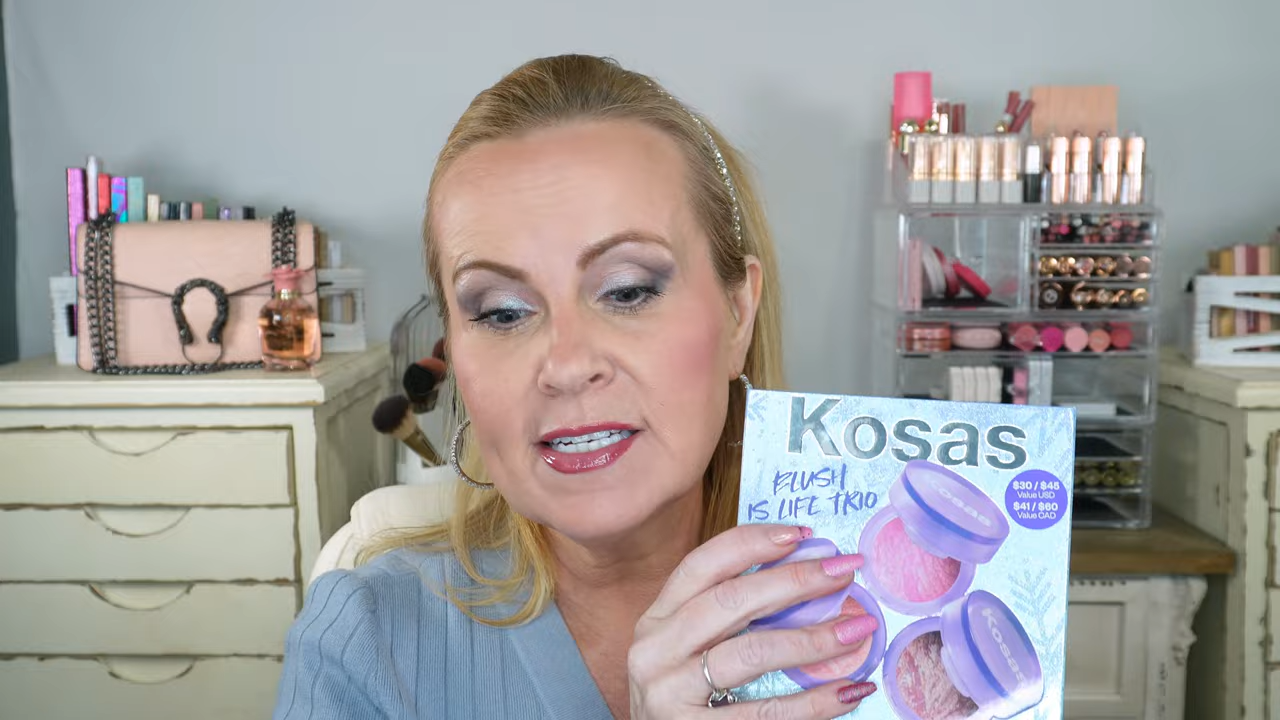 Kosas
BLUSH
IS LIFE TRIO
$30 / $45
Value USD
$41 / $60
Value CAD
Kosas
Kosas